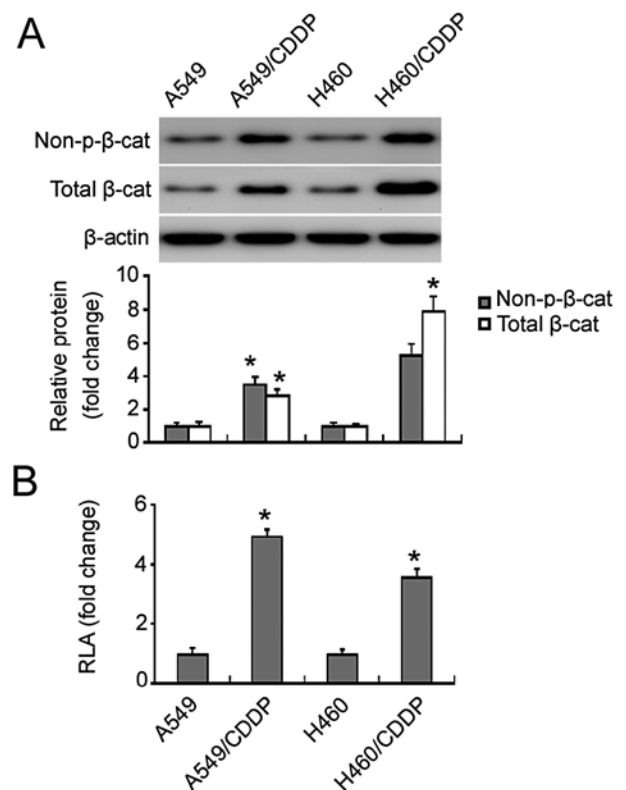 A
A549
A549/CDDP
H460
H460/CDDP
Non-p-β-cat
Total β-cat
β-actin
Relative protein
(fold change)
10
8
6
4
2
0
*
*
*
Non-p-β-cat
Total β-cat
B
RLA (fold change)
6
4
2
0
*
*
A549
A549/CDDP
H460
H460/CDDP